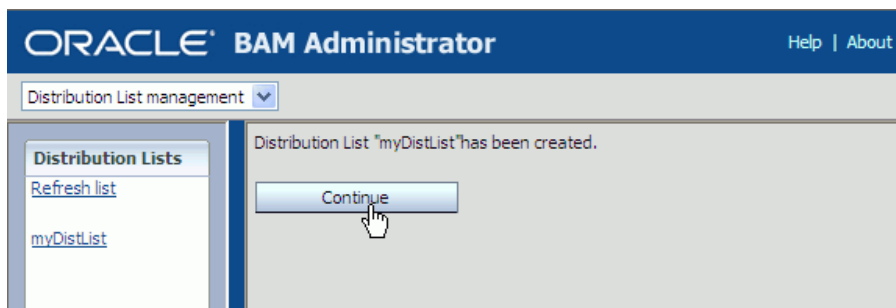 ORACLE BAM Administrator
Help | About
Distribution List management
Distribution Lists
Refresh list
myDistList
Distribution List "myDistList"has been created.
Continue